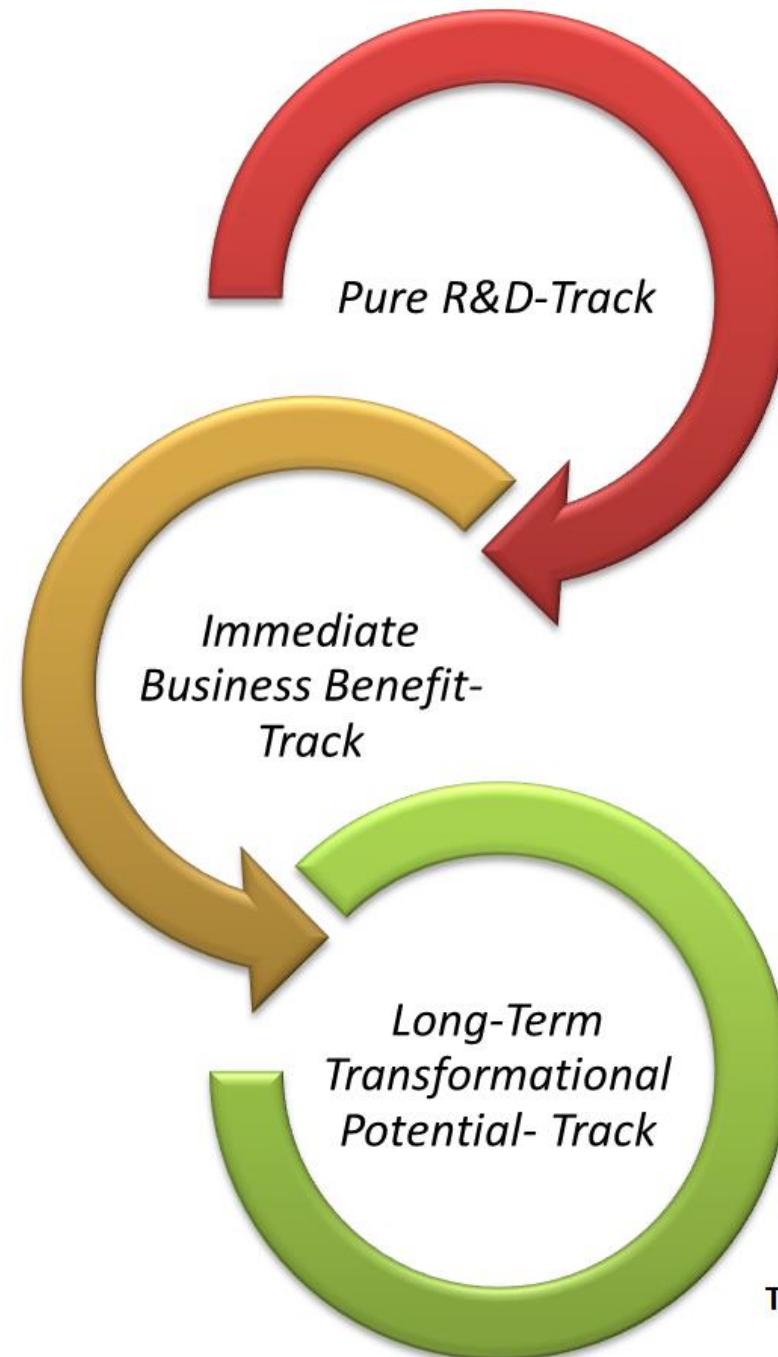 Pure R&D-Track
Immediate
Business Benefit-
Track
Long-Term
Transformational
Potential- Track
T